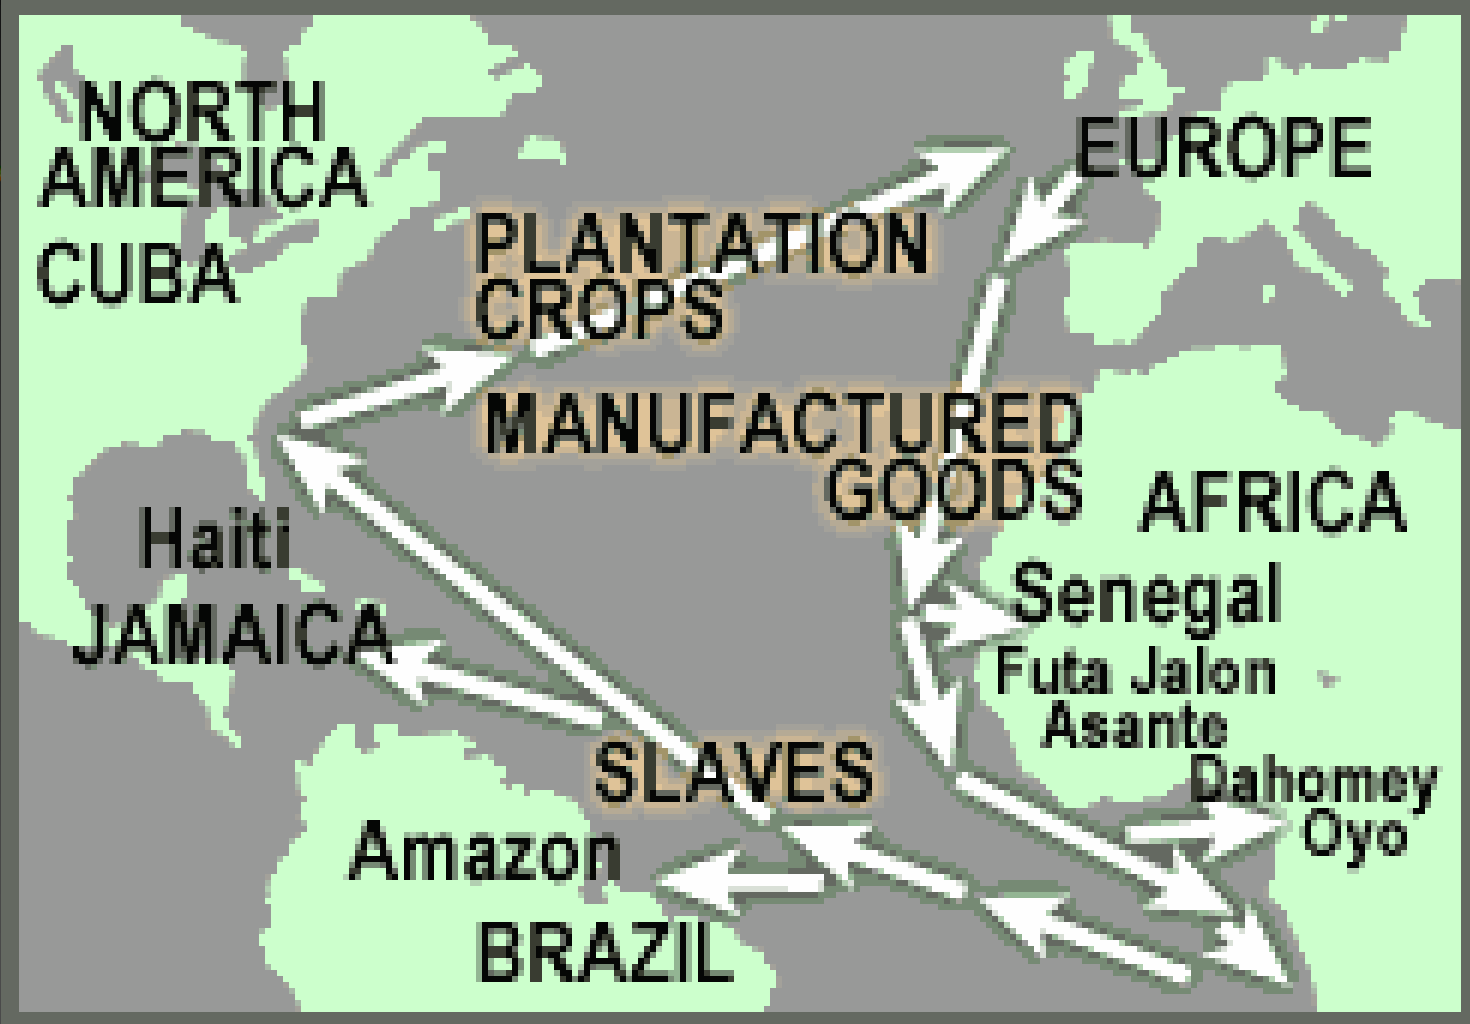 NORTH
AMERICA
CUBA
EUROPE
PLANTATION
CROPS
MANUFACTURED
GOODS
AFRICA
Haiti
JAMAICA
Senegal
Futa Jalon
Asante
Dahomey
Oyo
SLAVES
Amazon
BRAZIL